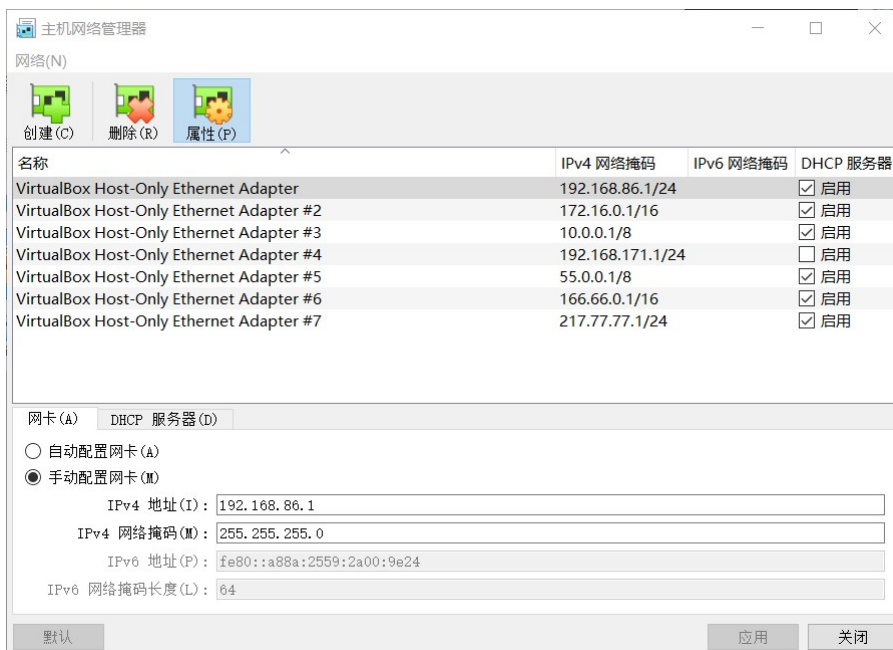 主机网络管理器
网络(N)
创建(C) 删除(R) 属性(P)
名称 IPv4 网络掩码 IPv6 网络掩码 DHCP 服务器
VirtualBox Host-Only Ethernet Adapter 192.168.86.1/24 启用
VirtualBox Host-Only Ethernet Adapter #2 172.16.0.1/16 启用
VirtualBox Host-Only Ethernet Adapter #3 10.0.0.1/8 启用
VirtualBox Host-Only Ethernet Adapter #4 192.168.171.1/24 启用
VirtualBox Host-Only Ethernet Adapter #5 55.0.0.1/8 启用
VirtualBox Host-Only Ethernet Adapter #6 166.66.0.1/16 启用
VirtualBox Host-Only Ethernet Adapter #7 217.77.77.1/24 启用
网卡(A) DHCP 服务器(D)
自动配置网卡(A)
手动配置网卡(M)
IPv4 地址(I): 192.168.86.1
IPv4 网络掩码(M): 255.255.255.0
IPv6 地址(P): fe80::a88a:2559:2a00:9e24
IPv6 网络掩码长度(L): 64
默认 应用 关闭